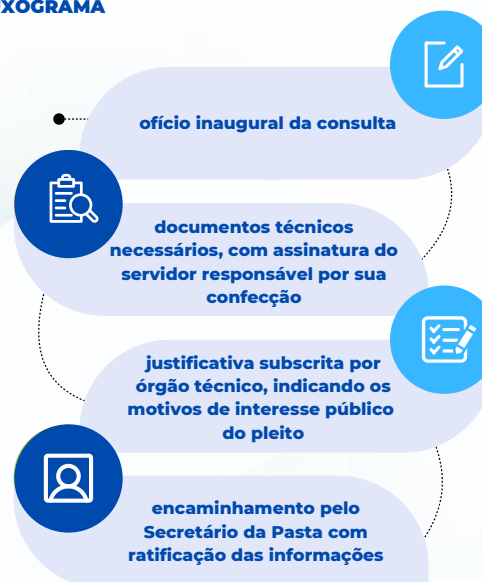 UXOGRAMA
ofício inaugural da consulta
documentos técnicos
necessários, com assinatura do
servidor responsável por sua
confecção
justificativa subscrita por
órgão técnico, indicando os
motivos de interesse público
do pleito
encaminhamento pelo
Secretário da Pasta com
ratificação das informações